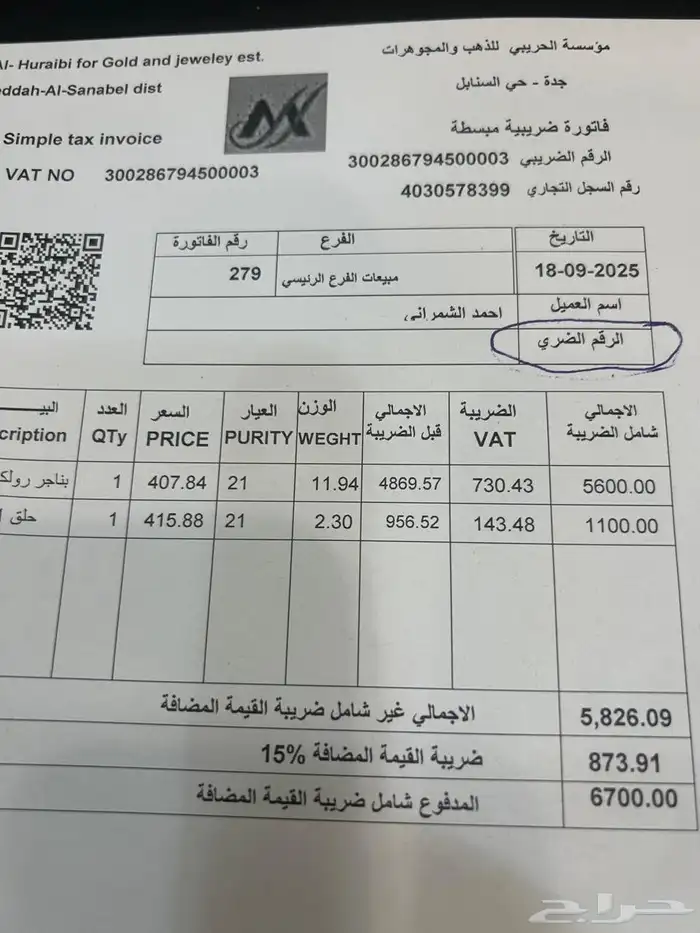 Al- Huraibi for Gold and jeweley est.
مؤسسة الحريبي للذهب والمجوهرات
eddah-Al-Sanabel dist
جدة - حي السنابل
Simple tax invoice
فاتورة ضريبية مبسطة
VAT NO 300286794500003
الرقم الضريبي 300286794500003
رقم السجل التجاري 4030578399
التاريخ الفرع رقم الفاتورة
18-09-2025 مبيعات الفرع الرئيسي 279
اسم العميل احمد الشمراني
الرقم الضري
الاجمالي الضريبة الاجمالي الوزن العيار السعر العدد البيـ
شامل الضريبة VAT قبل الضريبة WEGHT PURITY PRICE QTy cription
5600.00 730.43 4869.57 11.94 21 407.84 1 بناجر رولك
1100.00 143.48 956.52 2.30 21 415.88 1 حلق ا
الاجمالي غير شامل ضريبة القيمة المضافة 5,826.09
ضريبة القيمة المضافة 15% 873.91
المدفوع شامل ضريبة القيمة المضافة 6700.00
حراج